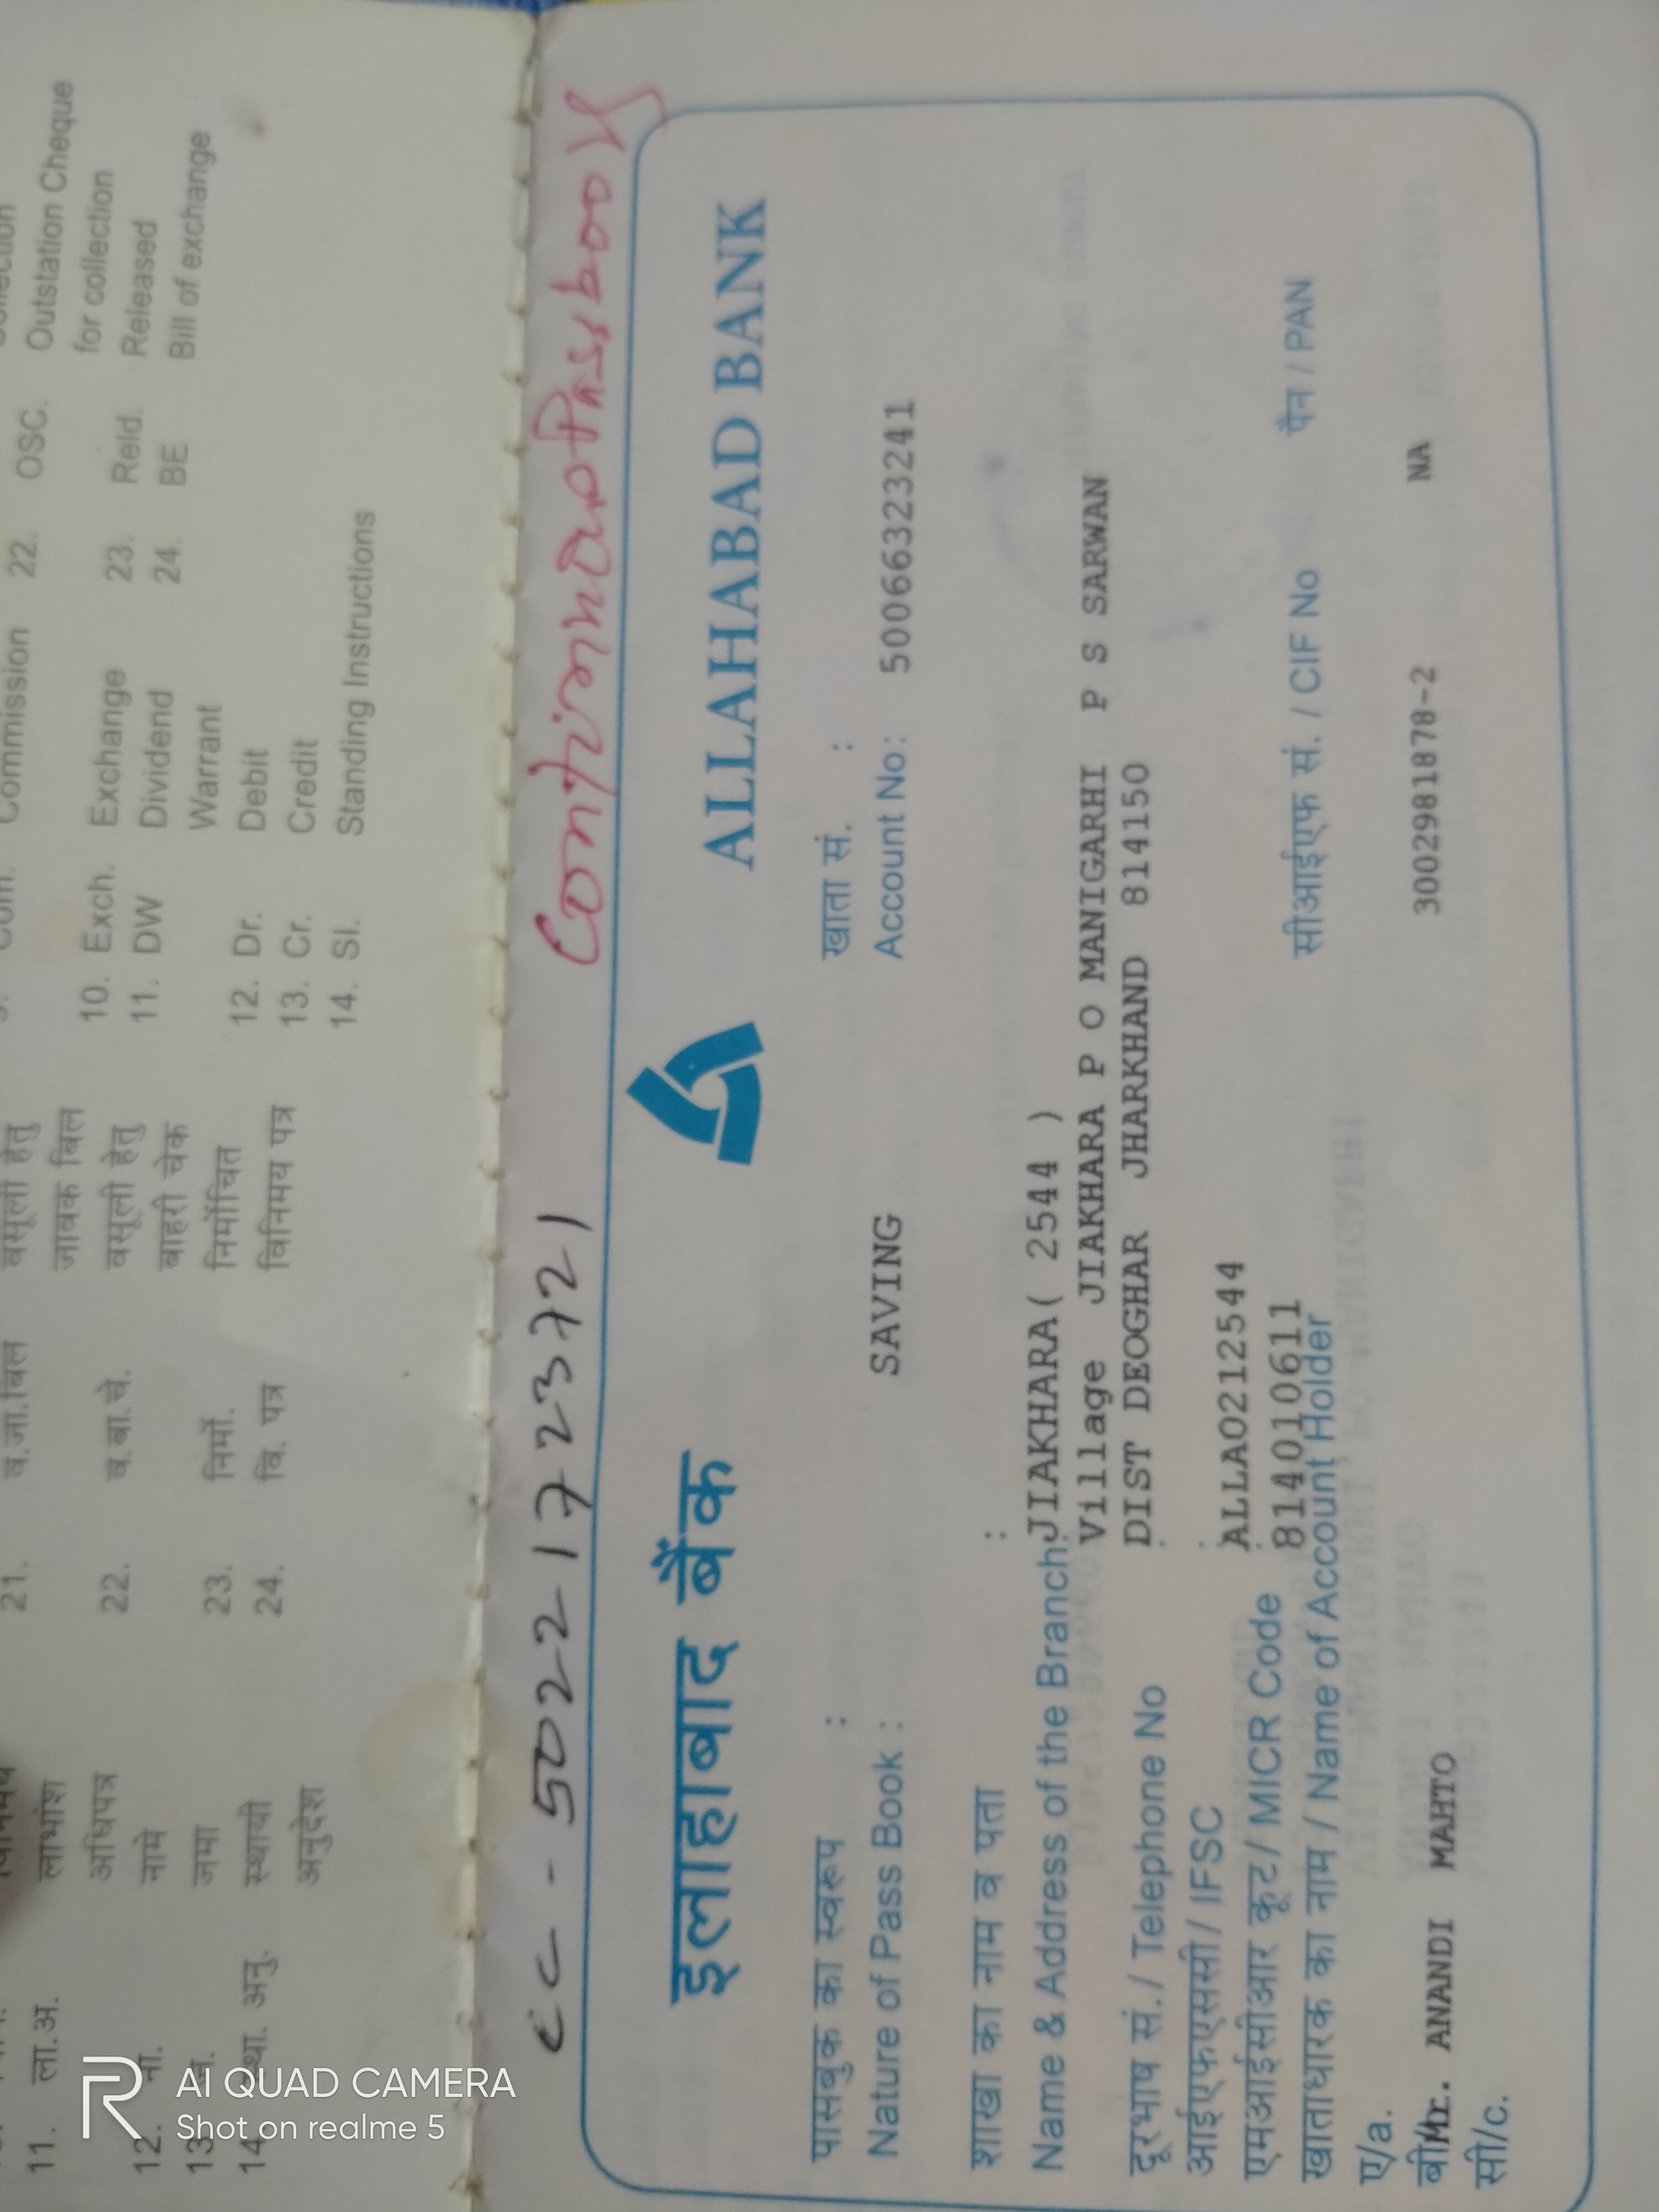 वसूली हेतु
लाभांश 21. व.जा.बिल जावक बिल Commission 22. OSC. Outstation Cheque
11. ला.अ. अधिपत्र 22. व.बा.चे. वसूली हेतु 10. Exch. Exchange for collection
12. ना. नामे बाहरी चेक 11. DW Dividend 23. Reld. Released
13. जमा 23. निर्मो. निर्मोचित Warrant 24. BE Bill of exchange
14. स्था. अनु. स्थायी 24. वि. पत्र विनिमय पत्र 12. Dr. Debit
अनुदेश 13. Cr. Credit
14. SI. Standing Instructions
CC - 50221723721 Continuand Passbook
इलाहाबाद बैंक ALLAHABAD BANK
पासबुक का स्वरूप : खाता सं. :
Nature of Pass Book : SAVING Account No: 50066323241
शाखा का नाम व पता :
Name & Address of the Branch: JIAKHARA( 2544 )
Village JIAKHARA P O MANIGARHI P S SARWAN
दूरभाष सं. / Telephone No : DIST DEOGHAR JHARKHAND 814150
आईएफएससी / IFSC : ALLA0212544
एमआईसीआर कूट / MICR Code 814010611
खाताधारक का नाम / Name of Account Holder सीआईएफ सं. / CIF No पैन / PAN
ए/a.
बी/ Mr. ANANDI MAHTO 3002981878-2 NA
सी/c.
AI QUAD CAMERA
Shot on realme 5